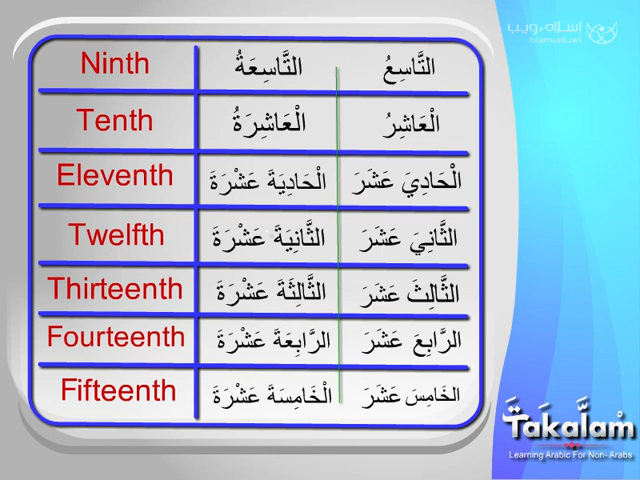 اسلام ويب
islamweb.net
Ninth التَّاسِعَةُ التَّاسِعُ
Tenth الْعَاشِرَةُ الْعَاشِرُ
Eleventh الْحَادِيَةَ عَشْرَةَ الْحَادِيَ عَشَرَ
Twelfth الثَّانِيَةَ عَشْرَةَ الثَّانِيَ عَشَرَ
Thirteenth الثَّالِثَةَ عَشْرَةَ الثَّالِثَ عَشَرَ
Fourteenth الرَّابِعَةَ عَشْرَةَ الرَّابِعَ عَشَرَ
Fifteenth الْخَامِسَةَ عَشْرَةَ الخَامِسَ عَشَرَ
TaKalam
Learning Arabic For Non- Arabs